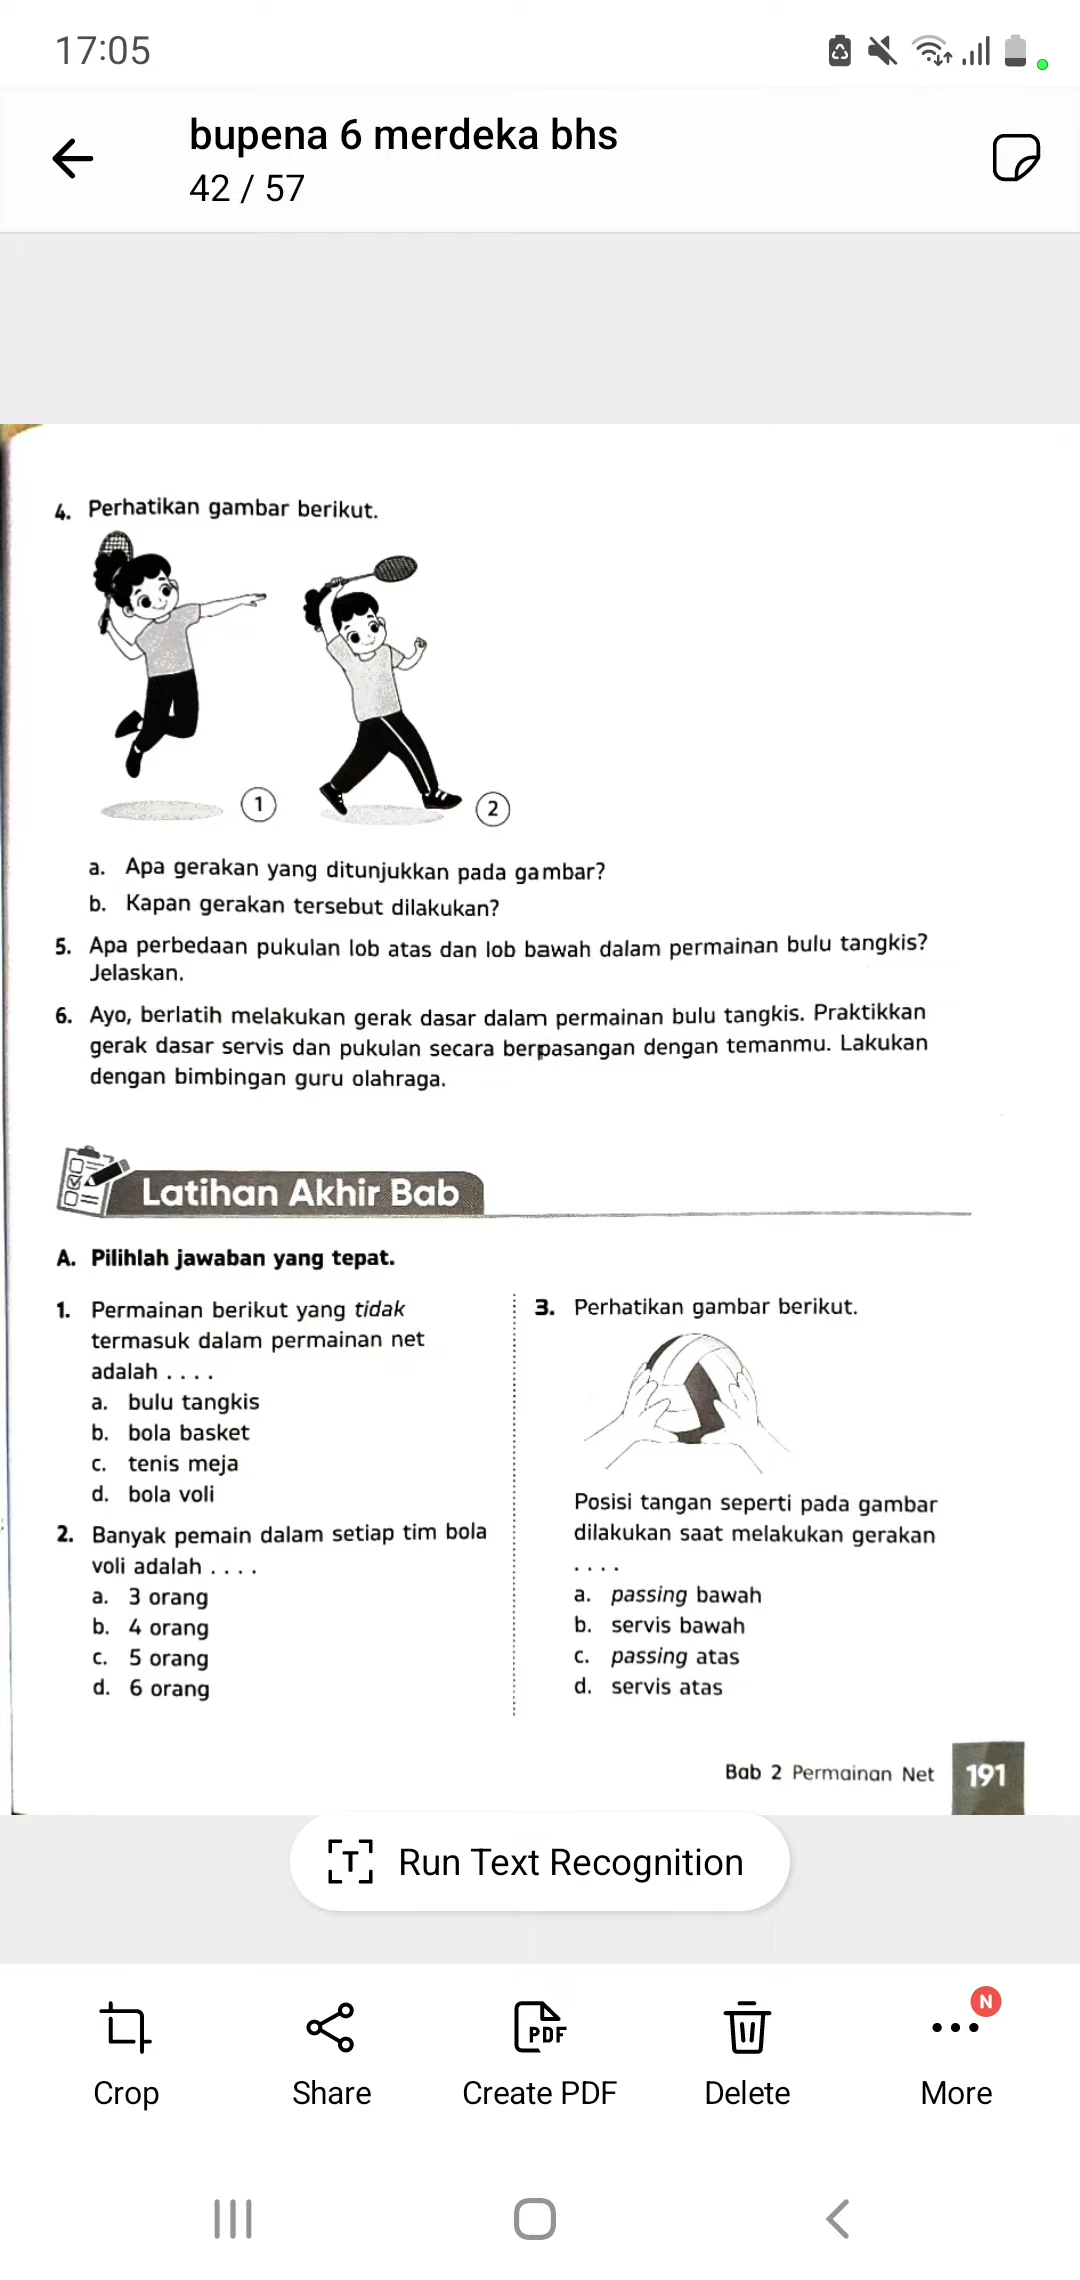 17:05
bupena 6 merdeka bhs
42 / 57
4. Perhatikan gambar berikut.
1
2
a. Apa gerakan yang ditunjukkan pada gambar?
b. Kapan gerakan tersebut dilakukan?
5. Apa perbedaan pukulan lob atas dan lob bawah dalam permainan bulu tangkis?
Jelaskan.
6. Ayo, berlatih melakukan gerak dasar dalam permainan bulu tangkis. Praktikkan
gerak dasar servis dan pukulan secara berpasangan dengan temanmu. Lakukan
dengan bimbingan guru olahraga.
Latihan Akhir Bab
A. Pilihlah jawaban yang tepat.
1. Permainan berikut yang tidak
termasuk dalam permainan net
adalah . . . .
a. bulu tangkis
b. bola basket
c. tenis meja
d. bola voli
2. Banyak pemain dalam setiap tim bola
voli adalah . . . .
a. 3 orang
b. 4 orang
c. 5 orang
d. 6 orang
3. Perhatikan gambar berikut.
Posisi tangan seperti pada gambar
dilakukan saat melakukan gerakan
. . . .
a. passing bawah
b. servis bawah
c. passing atas
d. servis atas
Bab 2 Permainan Net 191
T Run Text Recognition
PDF
N
Crop
Share
Create PDF
Delete
More